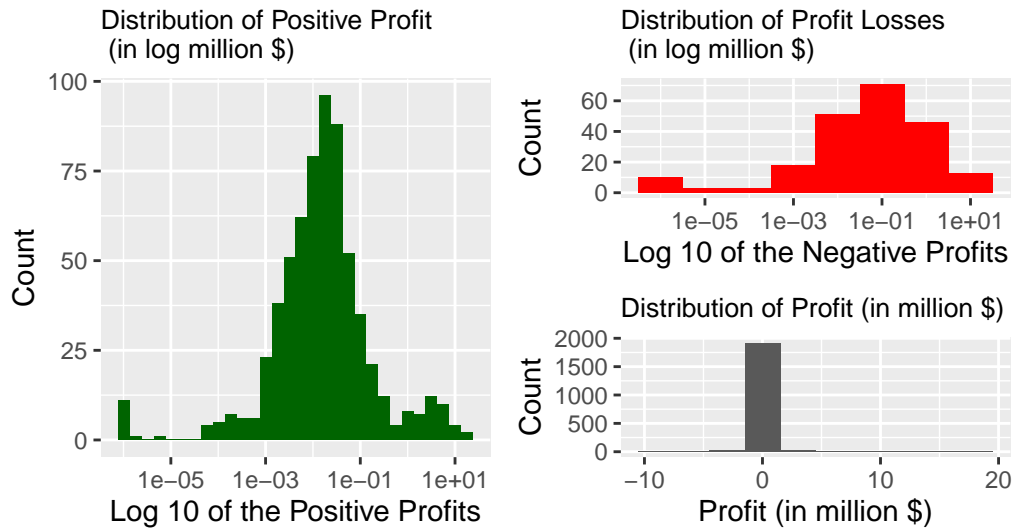 Distribution of Positive Profit
(in log million $)
100
75
50
25
0
Count
1e−05
1e−03
1e−01
1e+01
Log 10 of the Positive Profits
Distribution of Profit Losses
(in log million $)
60
40
20
0
Count
1e−05
1e−03
1e−01
1e+01
Log 10 of the Negative Profits
Distribution of Profit (in million $)
2000
1500
1000
500
0
Count
−10
0
10
20
Profit (in million $)